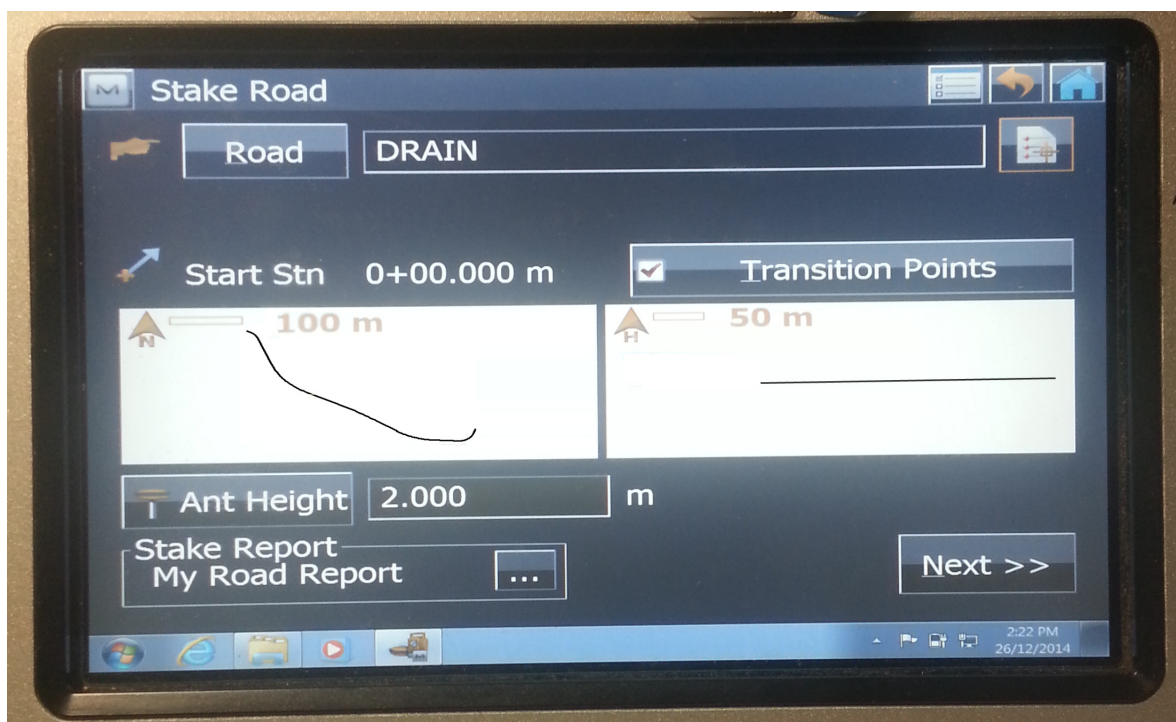 Stake Road
Road DRAIN
Start Stn 0+00.000 m Transition Points
N 100 m H 50 m
Ant Height 2.000 m
Stake Report
My Road Report ... Next >>
2:22 PM
26/12/2014